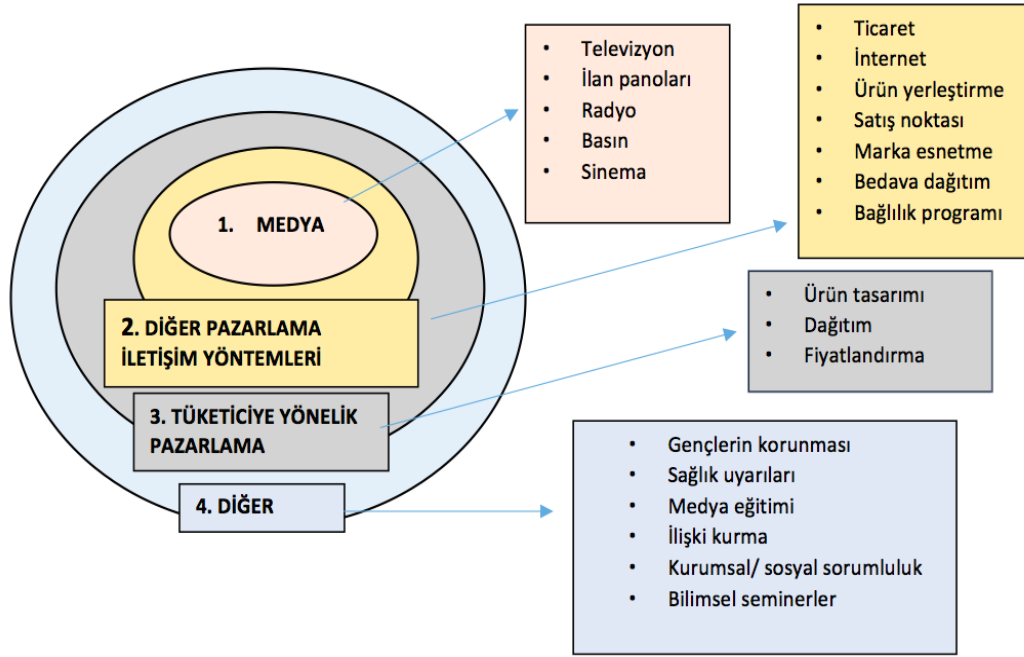 1. MEDYA
2. DİĞER PAZARLAMA
İLETİŞİM YÖNTEMLERİ
3. TÜKETİCİYE YÖNELİK
PAZARLAMA
4. DİĞER
• Televizyon
• İlan panoları
• Radyo
• Basın
• Sinema
• Ticaret
• İnternet
• Ürün yerleştirme
• Satış noktası
• Marka esnetme
• Bedava dağıtım
• Bağlılık programı
• Ürün tasarımı
• Dağıtım
• Fiyatlandırma
• Gençlerin korunması
• Sağlık uyarıları
• Medya eğitimi
• İlişki kurma
• Kurumsal/ sosyal sorumluluk
• Bilimsel seminerler